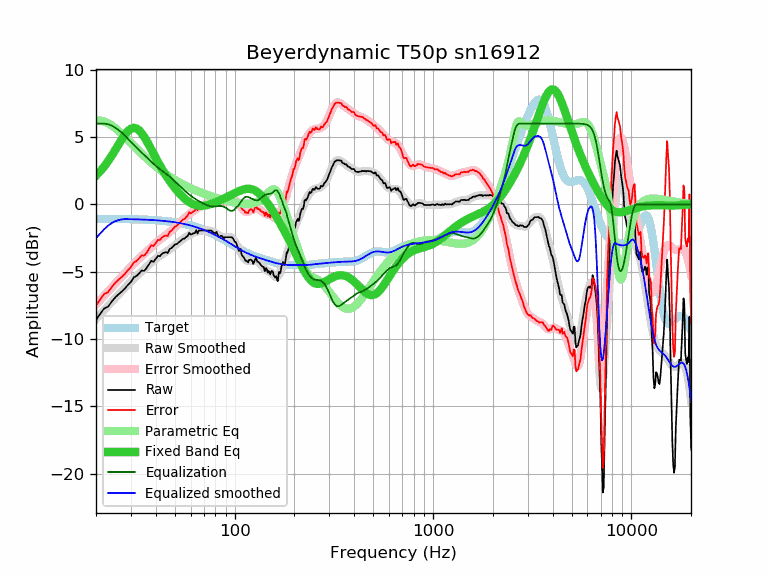 Beyerdynamic T50p sn16912
Amplitude (dBr)
10
5
0
−5
−10
−15
−20
Target
Raw Smoothed
Error Smoothed
Raw
Error
Parametric Eq
Fixed Band Eq
Equalization
Equalized smoothed
100
1000
10000
Frequency (Hz)